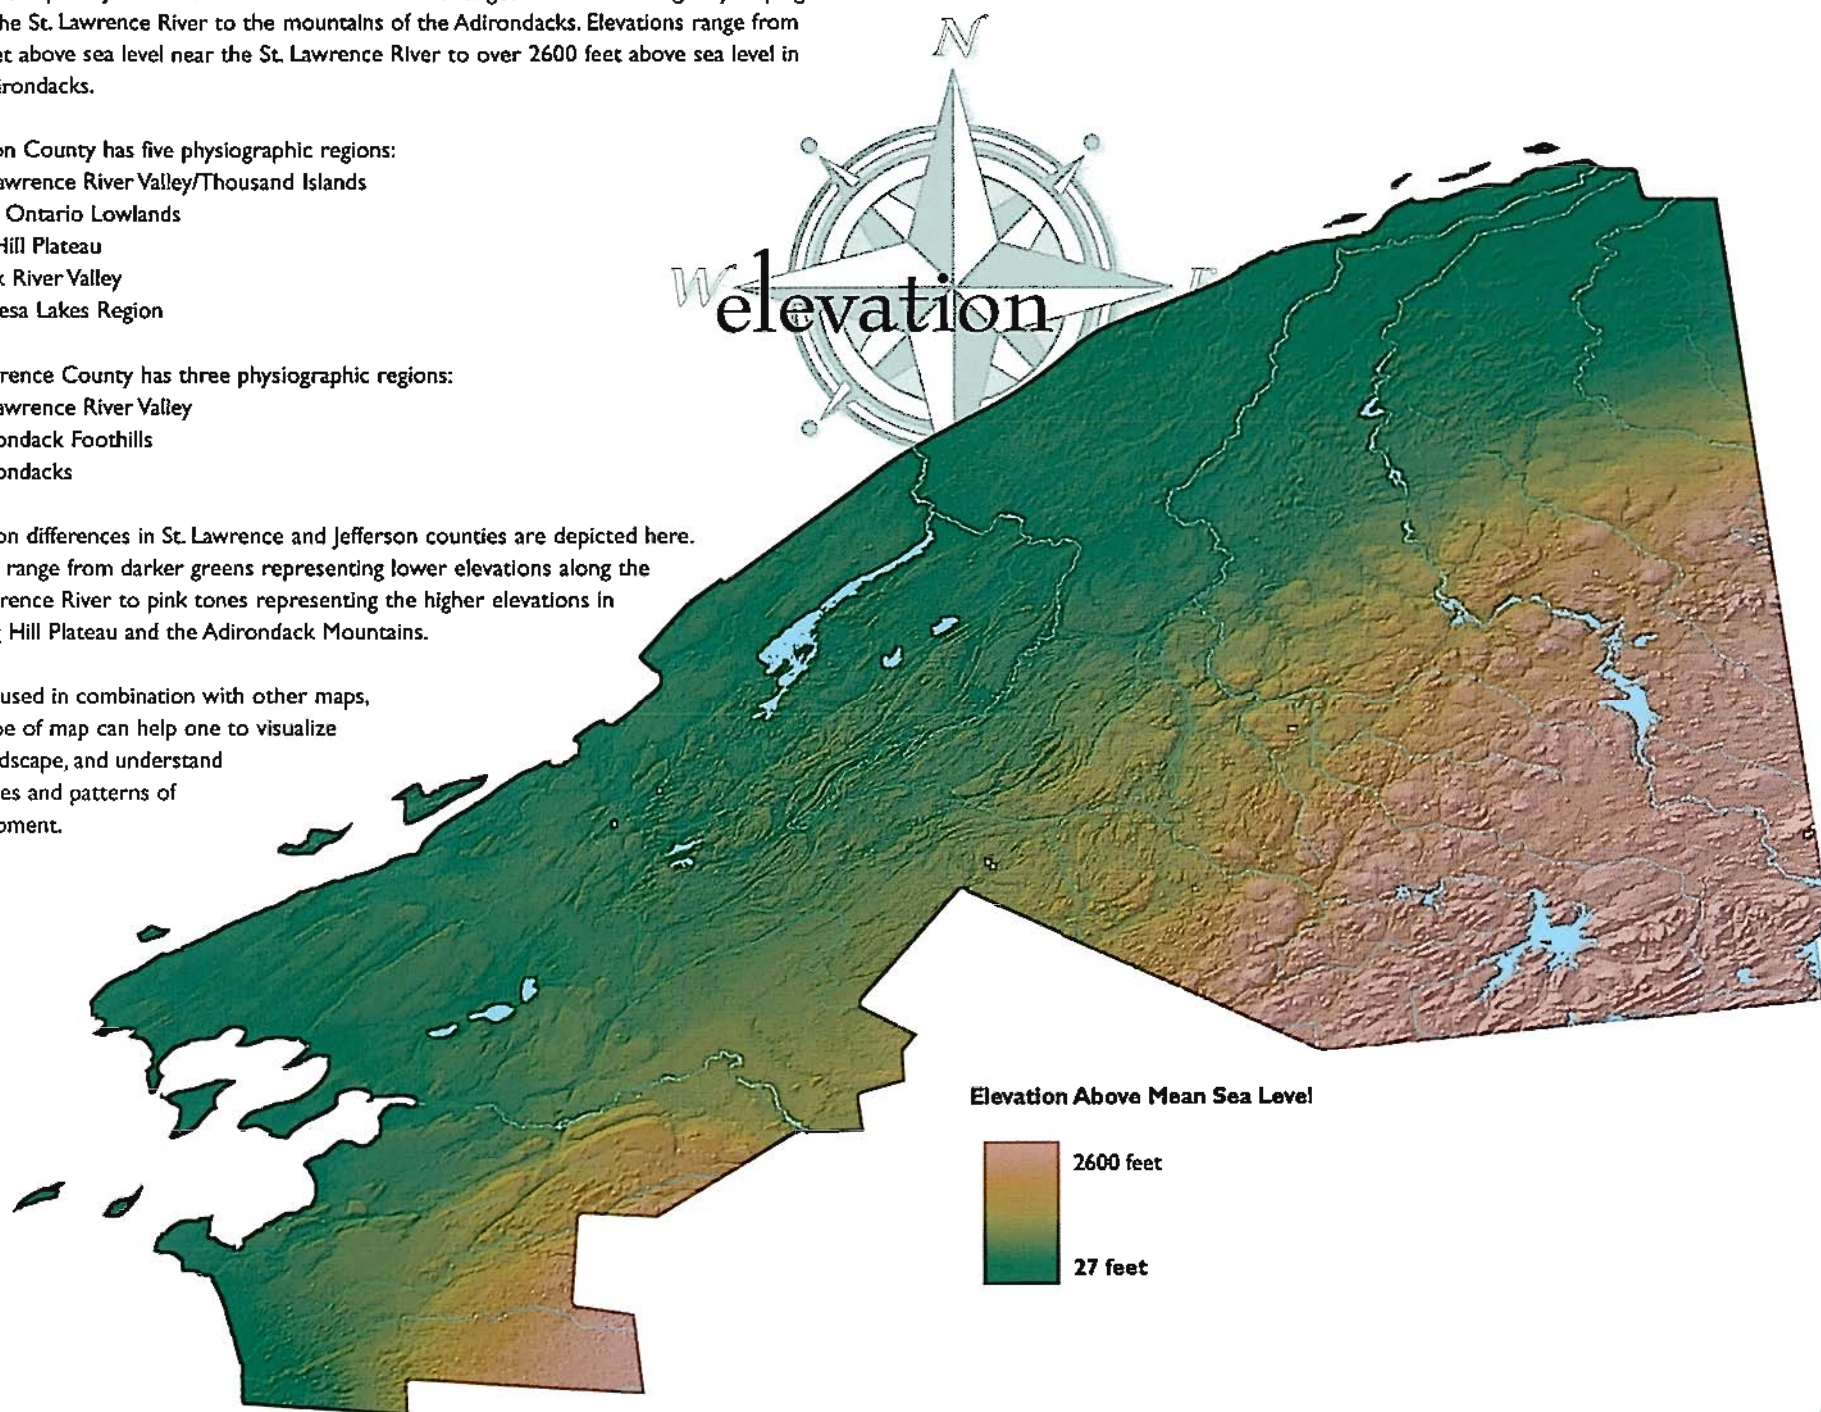 he St. Lawrence River to the mountains of the Adirondacks. Elevations range from
et above sea level near the St. Lawrence River to over 2600 feet above sea level in
irondacks.
on County has five physiographic regions:
awrence River Valley/Thousand Islands
Ontario Lowlands
Hill Plateau
k River Valley
esa Lakes Region
rence County has three physiographic regions:
awrence River Valley
ondack Foothills
ondacks
on differences in St. Lawrence and Jefferson counties are depicted here.
range from darker greens representing lower elevations along the
rence River to pink tones representing the higher elevations in
Hill Plateau and the Adirondack Mountains.
used in combination with other maps,
pe of map can help one to visualize
dscape, and understand
es and patterns of
pment.
N
W
elevation
Elevation Above Mean Sea Level
2600 feet
27 feet